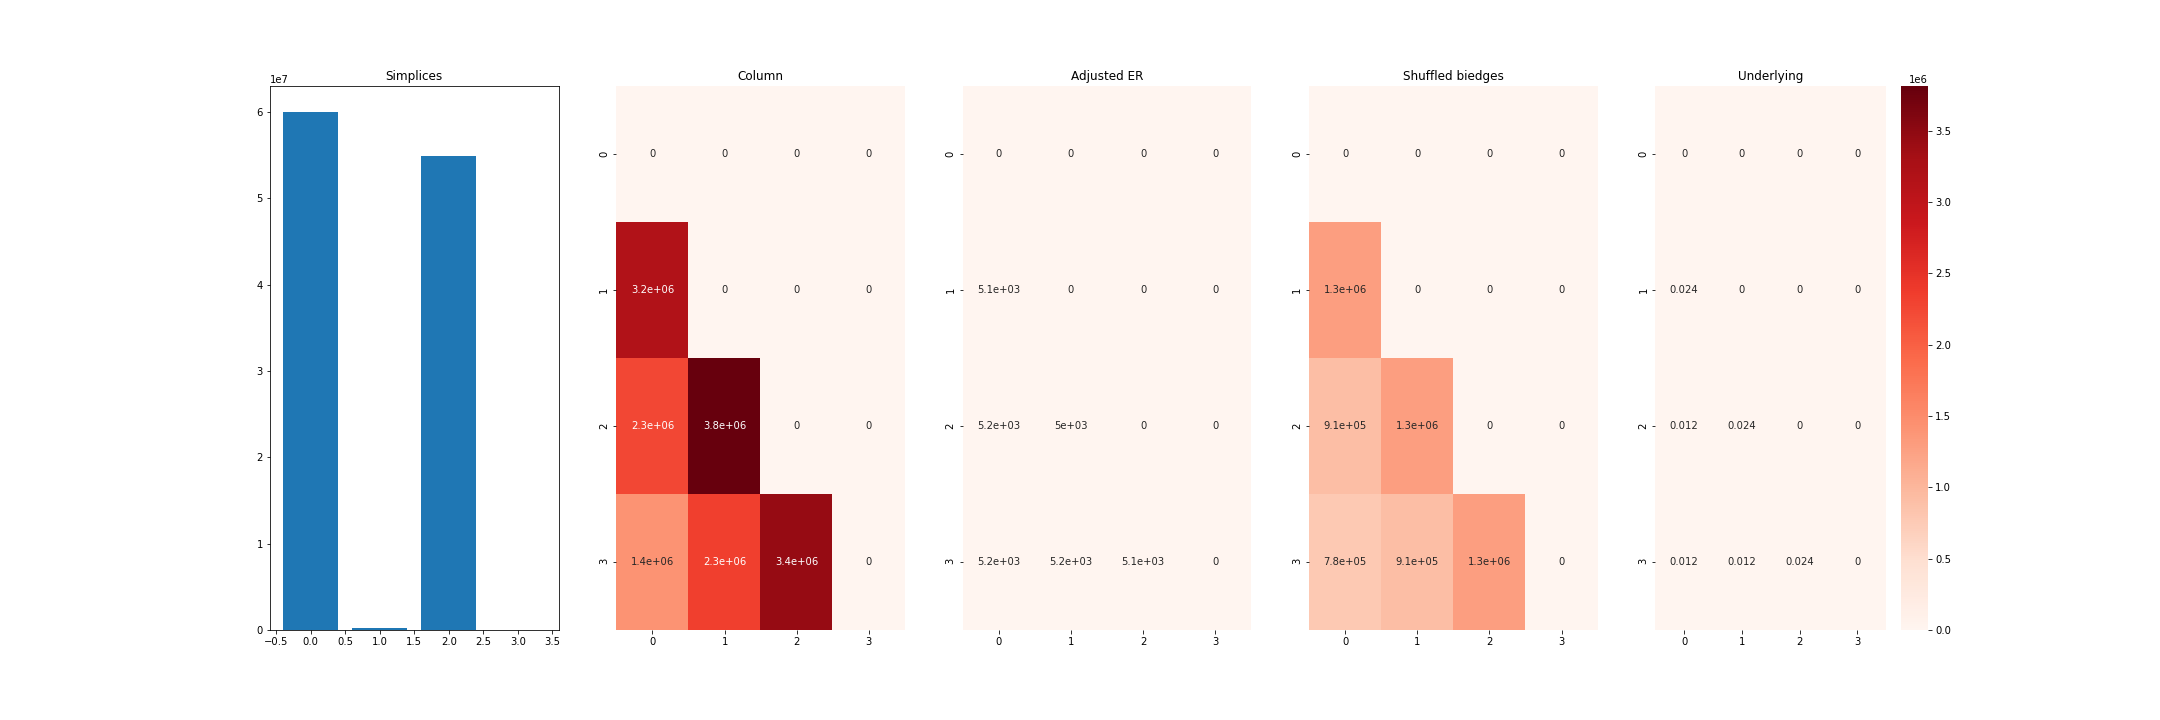 Simplices
Column
Adjusted ER
Shuffled biedges
Underlying
1e7
1e6
6
5
4
3
2
1
0
−0.5 0.0 0.5 1.0 1.5 2.0 2.5 3.0 3.5
0 0 0 0 0
1 3.2e+06 0 0 0
2 2.3e+06 3.8e+06 0 0
3 1.4e+06 2.3e+06 3.4e+06 0
0 1 2 3
0 0 0 0 0
1 5.1e+03 0 0 0
2 5.2e+03 5e+03 0 0
3 5.2e+03 5.2e+03 5.1e+03 0
0 1 2 3
0 0 0 0 0
1 1.3e+06 0 0 0
2 9.1e+05 1.3e+06 0 0
3 7.8e+05 9.1e+05 1.3e+06 0
0 1 2 3
0 0 0 0 0
1 0.024 0 0 0
2 0.012 0.024 0 0
3 0.012 0.012 0.024 0
0 1 2 3
3.5
3.0
2.5
2.0
1.5
1.0
0.5
0.0